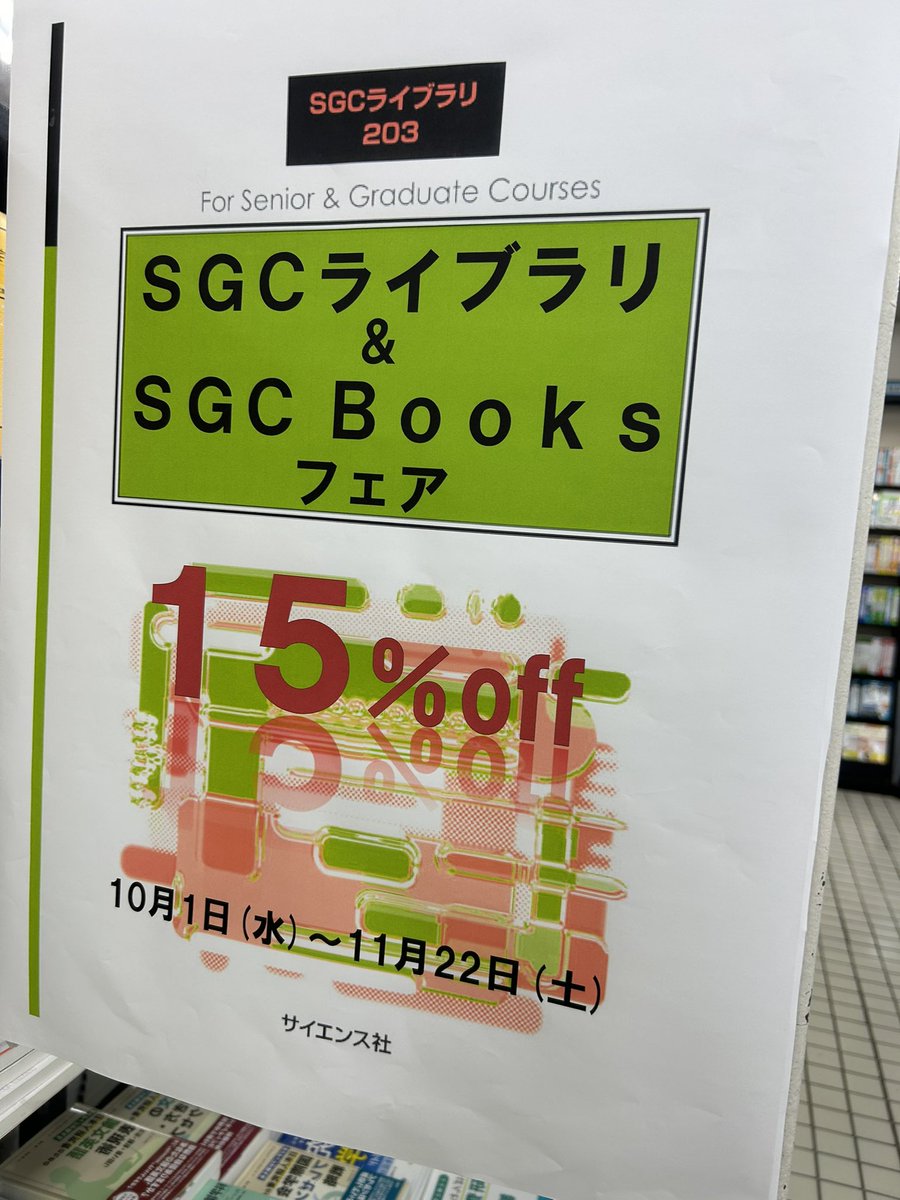 SGCライブラリ
203
For Senior & Graduate Courses
SGCライブラリ
&
SGC Books
フェア
15%off
10月1日(水)～11月22日(土)
サイエンス社